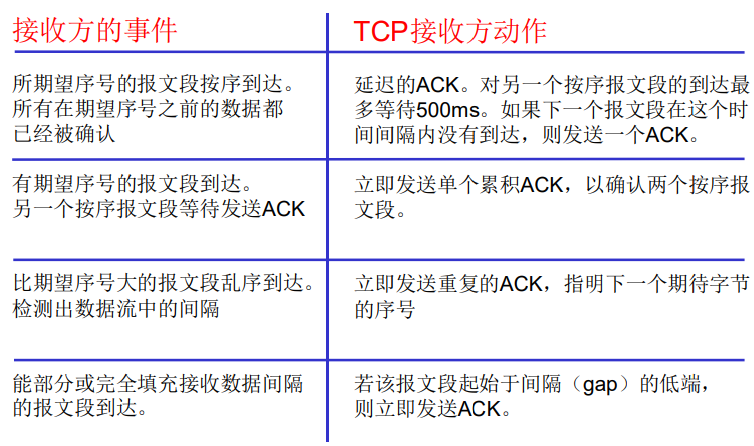 接收方的事件
TCP接收方动作
所期望序号的报文段按序到达。
所有在期望序号之前的数据都
已经被确认
延迟的ACK。对另一个按序报文段的到达最
多等待500ms。如果下一个报文段在这个时
间间隔内没有到达，则发送一个ACK。
有期望序号的报文段到达。
另一个按序报文段等待发送ACK
立即发送单个累积ACK，以确认两个按序报
文段。
比期望序号大的报文段乱序到达。
检测出数据流中的间隔
立即发送重复的ACK，指明下一个期待字节
的序号
能部分或完全填充接收数据间隔
的报文段到达。
若该报文段起始于间隔（gap）的低端，
则立即发送ACK。